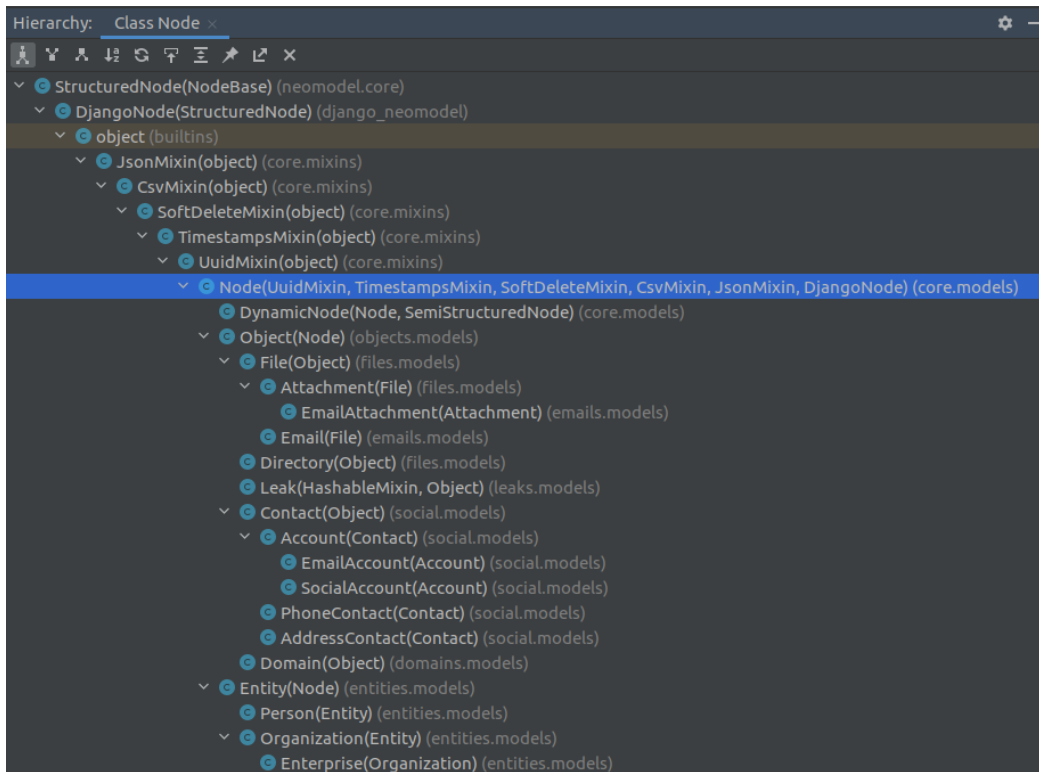 Hierarchy: Class Node
StructuredNode(NodeBase) (neomodel.core)
DjangoNode(StructuredNode) (django_neomodel)
object (builtins)
JsonMixin(object) (core.mixins)
CsvMixin(object) (core.mixins)
SoftDeleteMixin(object) (core.mixins)
TimestampsMixin(object) (core.mixins)
UuidMixin(object) (core.mixins)
Node(UuidMixin, TimestampsMixin, SoftDeleteMixin, CsvMixin, JsonMixin, DjangoNode) (core.models)
DynamicNode(Node, SemiStructuredNode) (core.models)
Object(Node) (objects.models)
File(Object) (files.models)
Attachment(File) (files.models)
EmailAttachment(Attachment) (emails.models)
Email(File) (emails.models)
Directory(Object) (files.models)
Leak(HashableMixin, Object) (leaks.models)
Contact(Object) (social.models)
Account(Contact) (social.models)
EmailAccount(Account) (social.models)
SocialAccount(Account) (social.models)
PhoneContact(Contact) (social.models)
AddressContact(Contact) (social.models)
Domain(Object) (domains.models)
Entity(Node) (entities.models)
Person(Entity) (entities.models)
Organization(Entity) (entities.models)
Enterprise(Organization) (entities.models)